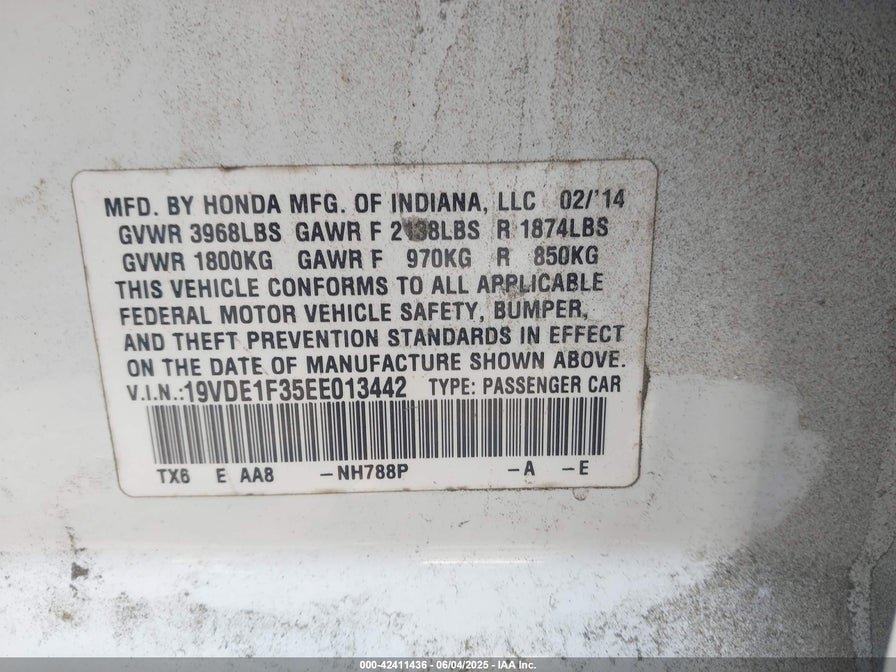 MFD. BY HONDA MFG. OF INDIANA, LLC 02/'14
GVWR 3968LBS GAWR F 2138LBS R 1874LBS
GVWR 1800KG GAWR F 970KG R 850KG
THIS VEHICLE CONFORMS TO ALL APPLICABLE
FEDERAL MOTOR VEHICLE SAFETY, BUMPER,
AND THEFT PREVENTION STANDARDS IN EFFECT
ON THE DATE OF MANUFACTURE SHOWN ABOVE.
V.I.N.:19VDE1F35EE013442 TYPE: PASSENGER CAR
TX6 E AA8 -NH788P -A -E
000-42411436 - 06/04/2025 - IAA Inc.